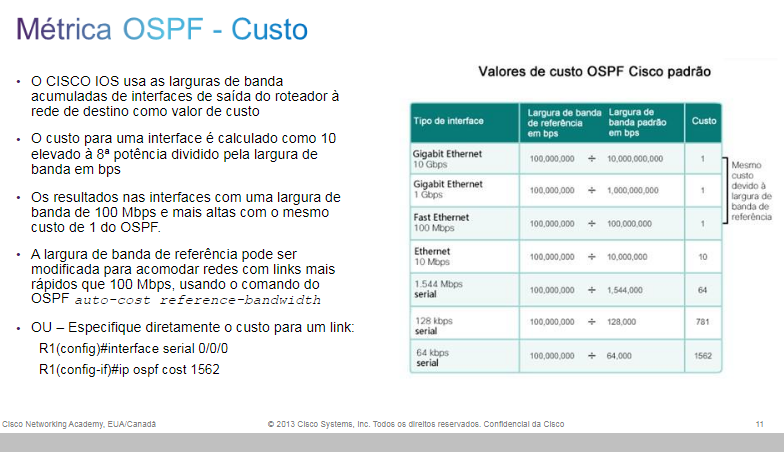 Métrica OSPF - Custo
• O CISCO IOS usa as larguras de banda
acumuladas de interfaces de saída do roteador à
rede de destino como valor de custo
• O custo para uma interface é calculado como 10
elevado à 8ª potência dividido pela largura de
banda em bps
• Os resultados nas interfaces com uma largura de
banda de 100 Mbps e mais altas com o mesmo
custo de 1 do OSPF.
• A largura de banda de referência pode ser
modificada para acomodar redes com links mais
rápidos que 100 Mbps, usando o comando do
OSPF auto-cost reference-bandwidth
• OU – Especifique diretamente o custo para um link:
R1(config)#interface serial 0/0/0
R1(config-if)#ip ospf cost 1562
Valores de custo OSPF Cisco padrão
Tipo de interface
Largura de banda
de referência
em bps
Largura de
banda padrão
em bps
Custo
Gigabit Ethernet
10 Gbps
100,000,000 ÷ 10,000,000,000 1
Gigabit Ethernet
1 Gbps
100,000,000 ÷ 1,000,000,000 1
Fast Ethernet
100 Mbps
100,000,000 ÷ 100,000,000 1
Ethernet
10 Mbps
100,000,000 ÷ 10,000,000 10
1.544 Mbps
serial
100,000,000 ÷ 1,544,000 64
128 kbps
serial
100,000,000 ÷ 128,000 781
64 kbps
serial
100,000,000 ÷ 64,000 1562
Mesmo
custo
devido à
largura de
banda de
referência
Cisco Networking Academy, EUA/Canadá
© 2013 Cisco Systems, Inc. Todos os direitos reservados. Confidencial da Cisco
11